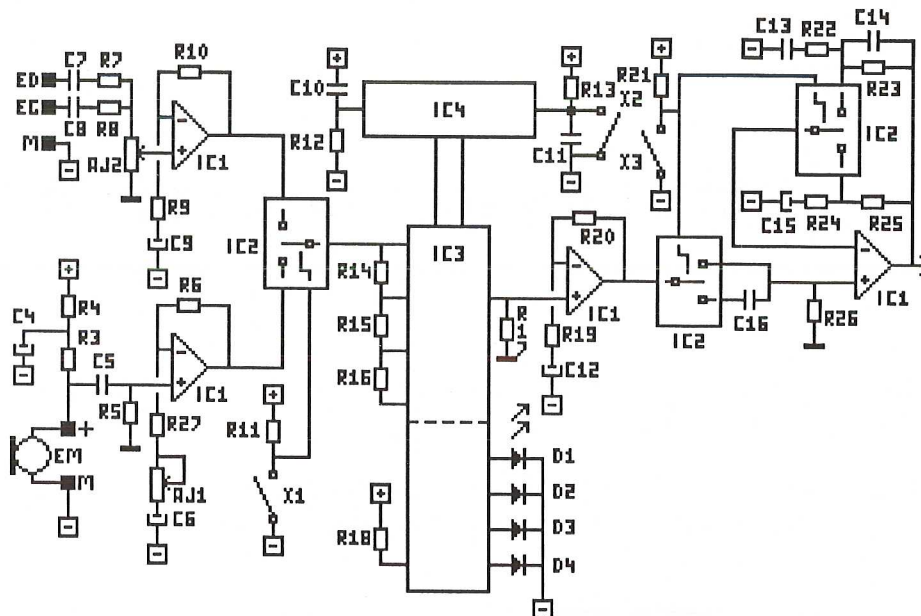 C13 R22 C14
ED C7 R7 R10
EG C8 R8
M AJ2 IC1
R9
C9
C10 R12
IC4
R13 C11
X2
R21 X3
IC2
R23
C15 R24 R25
IC1
R26
IC2
C16
IC2
R14
R15
R16
R18
IC3
R1
R20
IC1
R19
C12
R4
C4 R3
C5
R5
EM
+
M
R6
IC1
R27
AJ1
C6
R11
X1
D1
D2
D3
D4